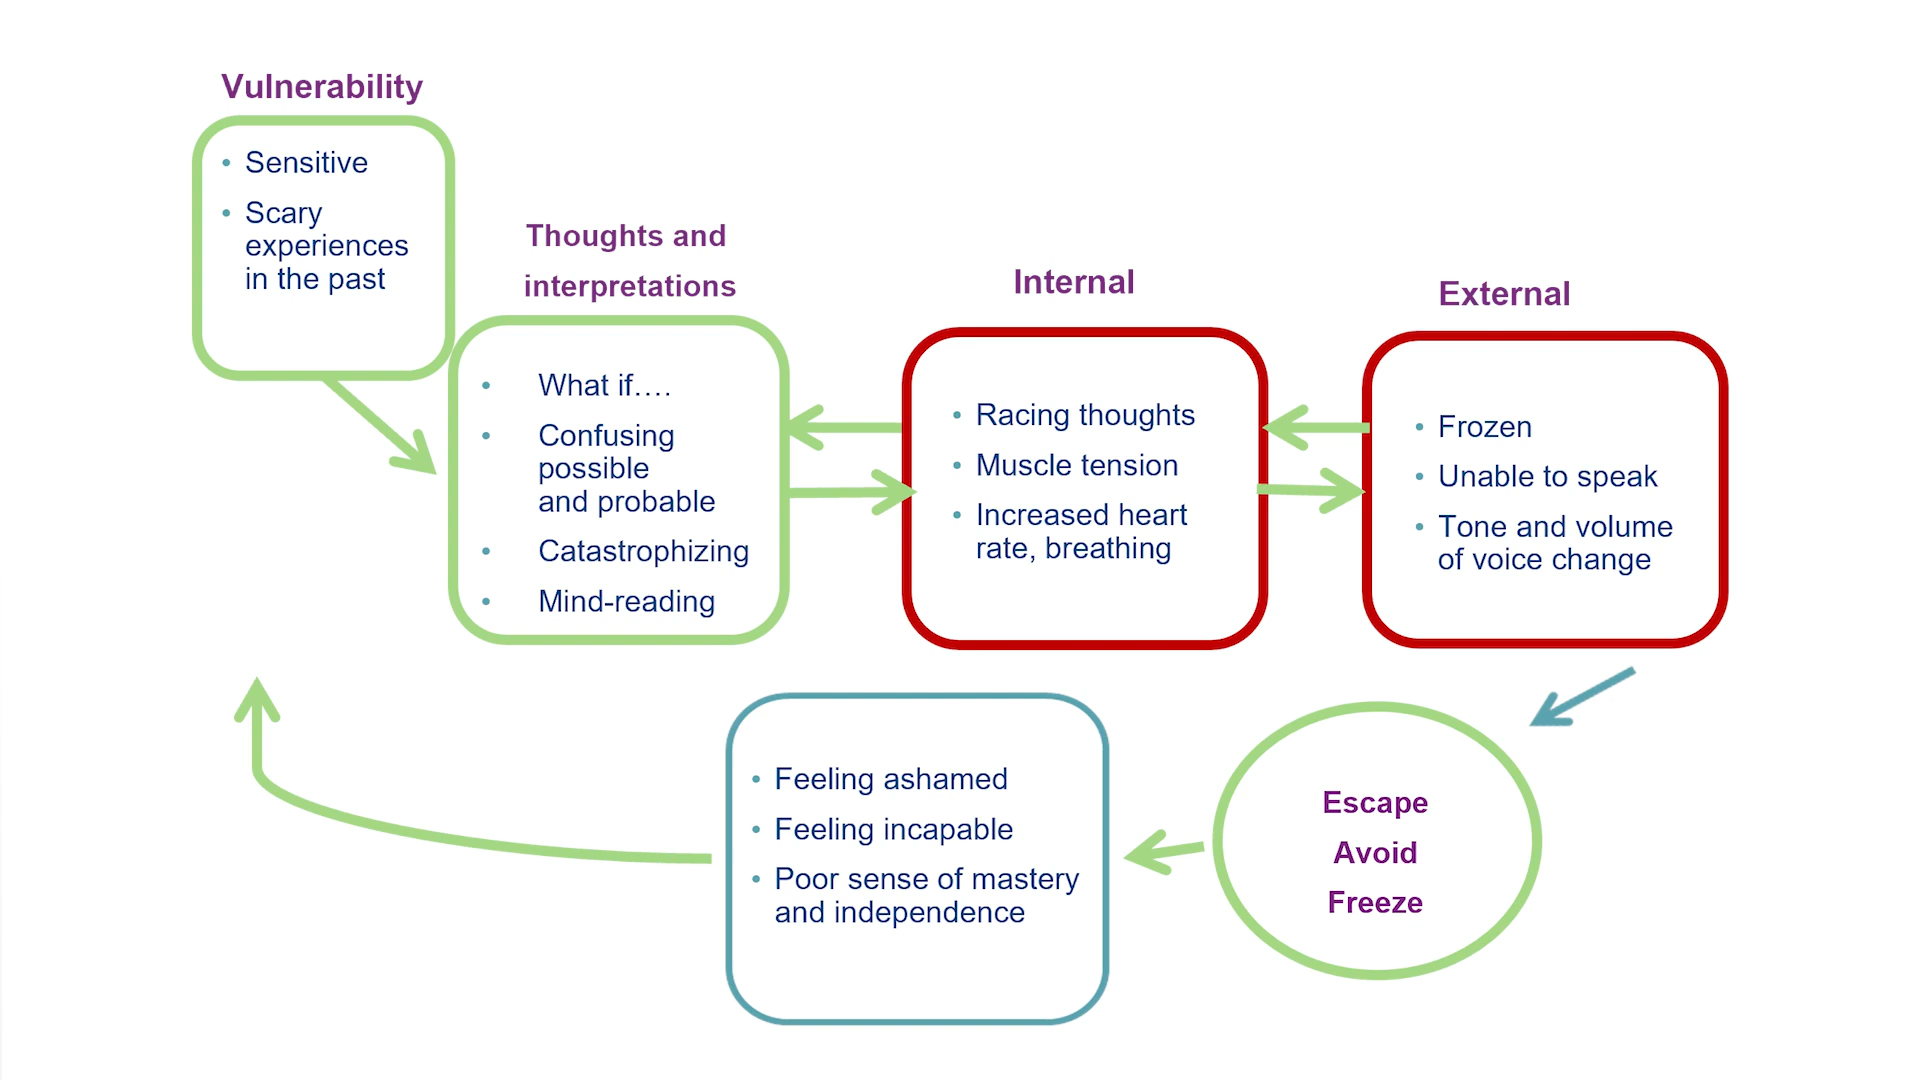 Vulnerability
• Sensitive
• Scary
experiences
in the past
Thoughts and
interpretations
• What if….
• Confusing
possible
and probable
• Catastrophizing
• Mind-reading
Internal
• Racing thoughts
• Muscle tension
• Increased heart
rate, breathing
External
• Frozen
• Unable to speak
• Tone and volume
of voice change
Escape
Avoid
Freeze
• Feeling ashamed
• Feeling incapable
• Poor sense of mastery
and independence